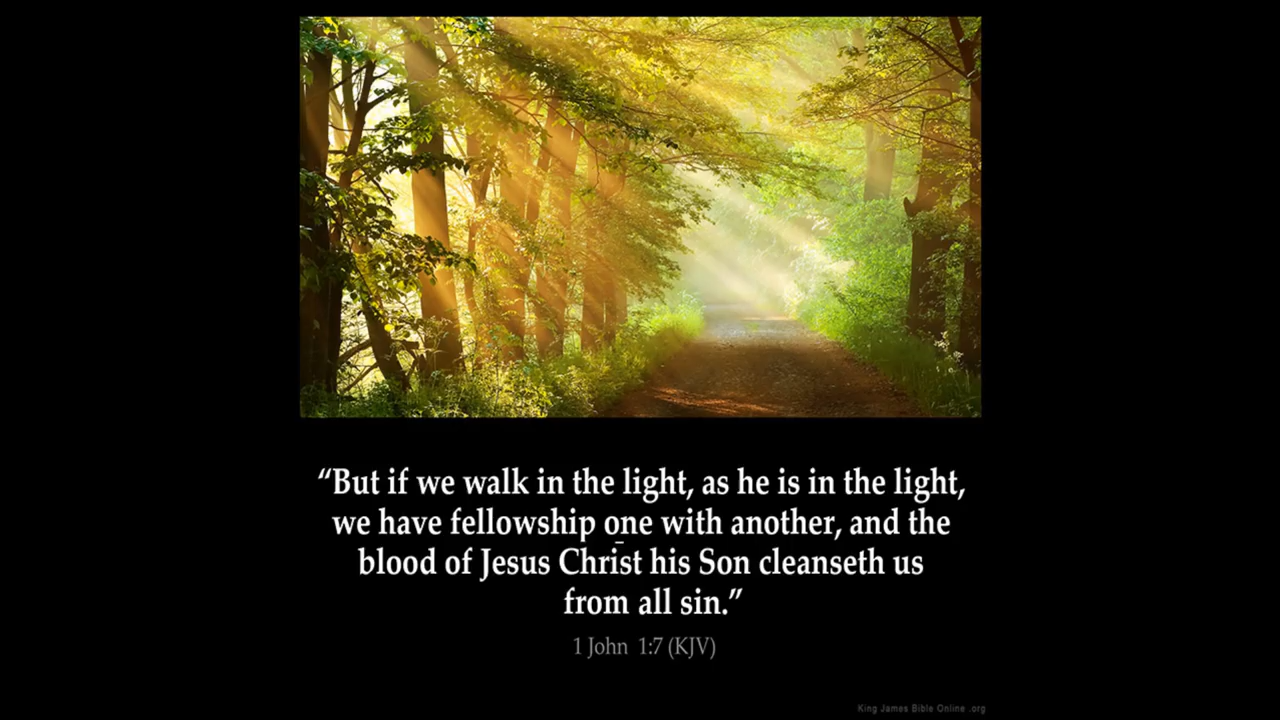 “But if we walk in the light, as he is in the light,
we have fellowship one with another, and the
blood of Jesus Christ his Son cleanseth us
from all sin.”
1 John 1:7 (KJV)
King James Bible Online .org